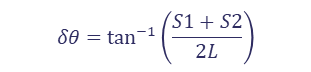 δθ = tan⁻¹ ((S1 + S2) / 2L)